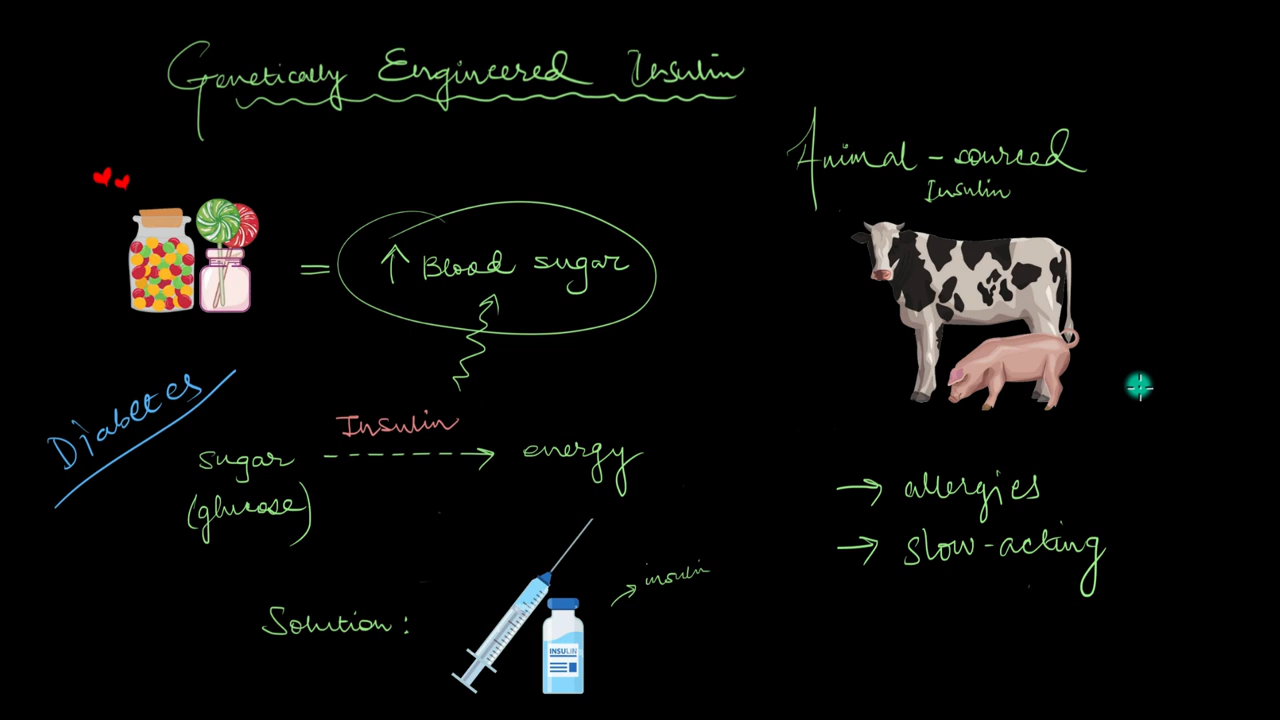 Genetically Engineered Insulin
Animal-sourced
Insulin
= ↑ Blood sugar
Diabetes
Insulin
sugar ---→ energy
(glucose)
→ allergies
→ slow-acting
→ insulin
Solution:
INSULIN